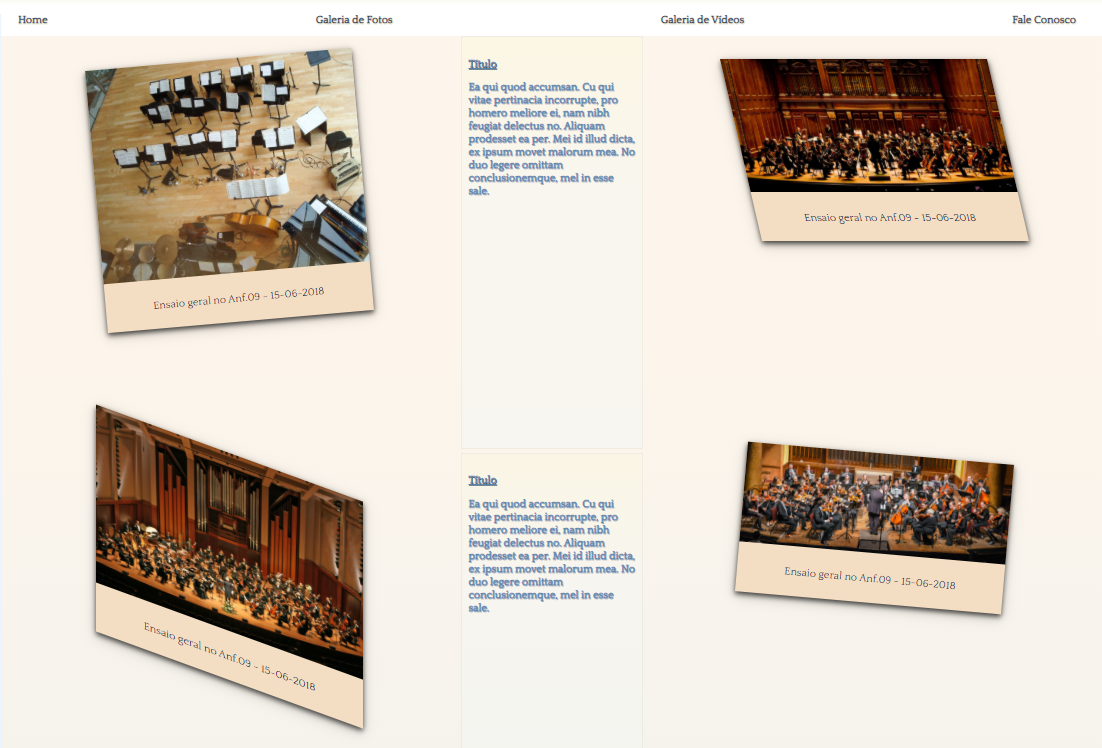 Home
Galeria de Fotos
Galeria de Vídeos
Fale Conosco
Ensaio geral no Anf.09 - 15-06-2018
Título
Ea qui quod accumsan. Cu qui
vitae pertinacia incorrupte, pro
homero meliore ei, nam nibh
feugiat delectus no. Aliquam
prodesset ea per. Mei id illud dicta,
ex ipsum movet malorum mea. No
duo legere omittam
conclusionemque, mel in esse
sale.
Ensaio geral no Anf.09 - 15-06-2018
Ensaio geral no Anf.09 - 15-06-2018
Título
Ea qui quod accumsan. Cu qui
vitae pertinacia incorrupte, pro
homero meliore ei, nam nibh
feugiat delectus no. Aliquam
prodesset ea per. Mei id illud dicta,
ex ipsum movet malorum mea. No
duo legere omittam
conclusionemque, mel in esse
sale.
Ensaio geral no Anf.09 - 15-06-2018